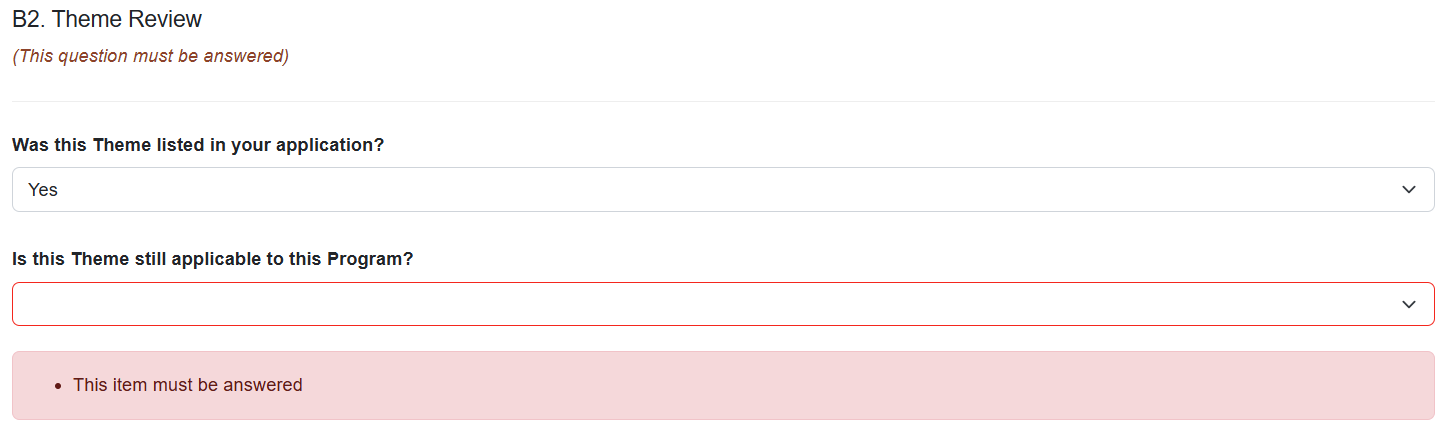 B2. Theme Review
(This question must be answered)
Was this Theme listed in your application?
Yes
Is this Theme still applicable to this Program?
This item must be answered